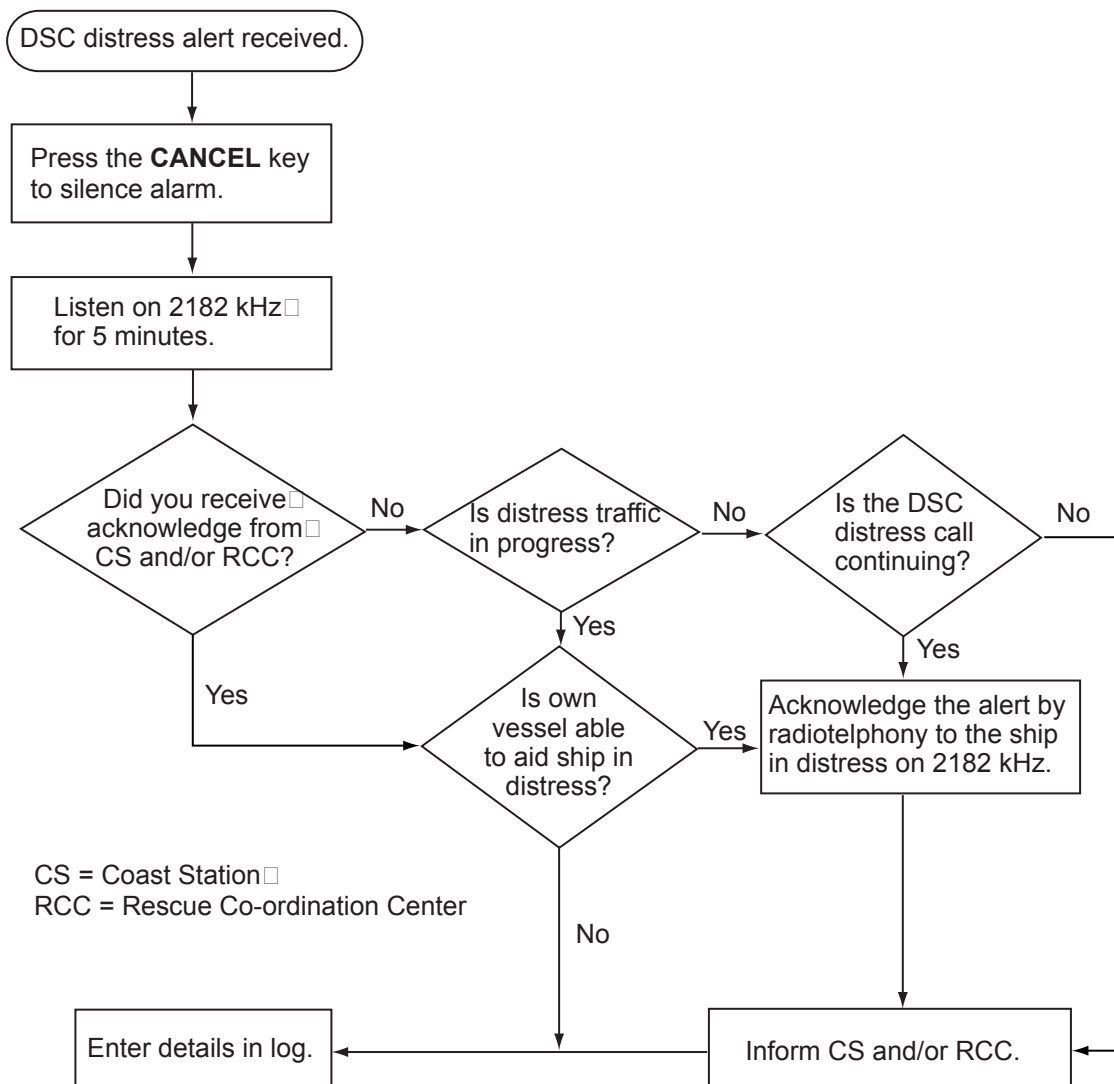 DSC distress alert received.
Press the CANCEL key
to silence alarm.
Listen on 2182 kHz□
for 5 minutes.
Did you receive□
acknowledge from□
CS and/or RCC?
No
Is distress traffic
in progress?
No
Is the DSC
distress call
continuing?
No
Yes
Yes
Yes
Is own
vessel able
to aid ship in
distress?
Yes
Acknowledge the alert by
radiotelphony to the ship
in distress on 2182 kHz.
CS = Coast Station□
RCC = Rescue Co-ordination Center
No
Enter details in log.
Inform CS and/or RCC.